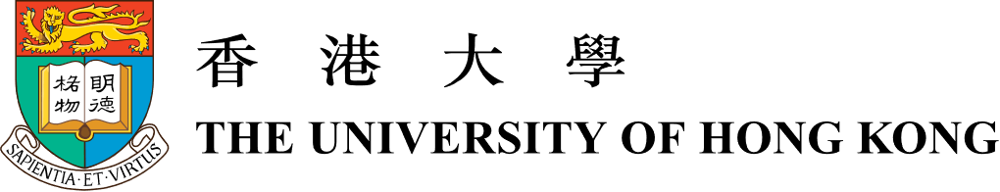 明德
格物
SAPIENTIA·ET·VIRTUS
香港大學
THE UNIVERSITY OF HONG KONG